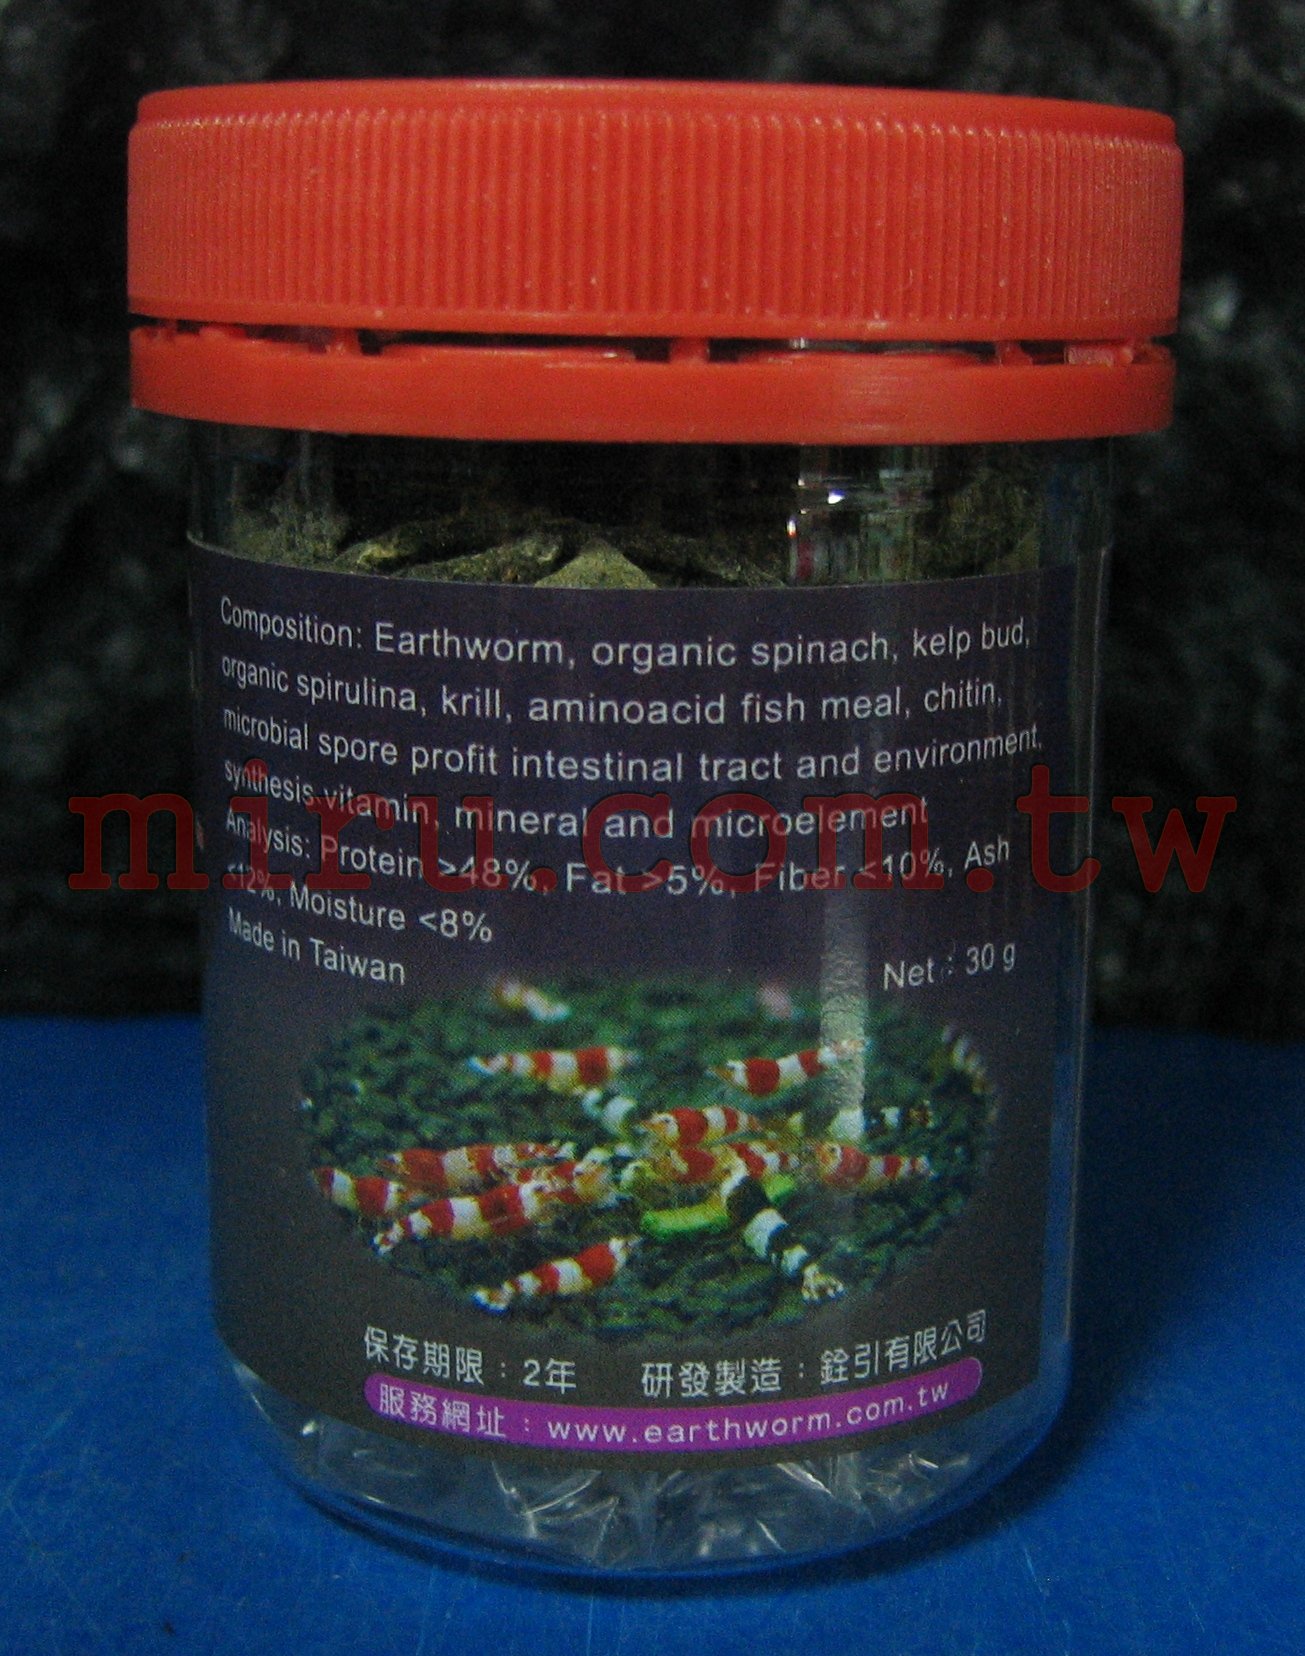 Composition: Earthworm, organic spinach, kelp bud,
organic spirulina, krill, aminoacid fish meal, chitin,
microbial spore profit intestinal tract and environment,
synthesis vitamin, mineral and microelement
Analysis: Protein >48%, Fat >5%, Fiber <10%, Ash
<12%, Moisture <8%
Made in Taiwan
Net : 30 g
miru.com.tw
保存期限：2年 研發製造：銓引有限公司
服務網址：www.earthworm.com.tw